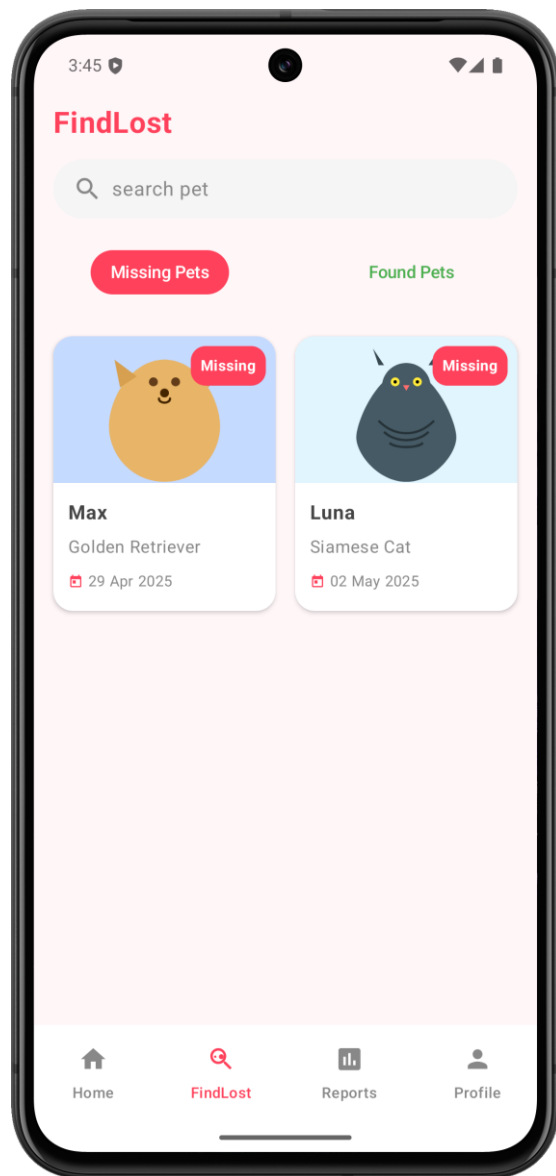 3:45
FindLost
search pet
Missing Pets
Found Pets
Missing
Missing
Max
Luna
Golden Retriever
Siamese Cat
29 Apr 2025
02 May 2025
Home
FindLost
Reports
Profile